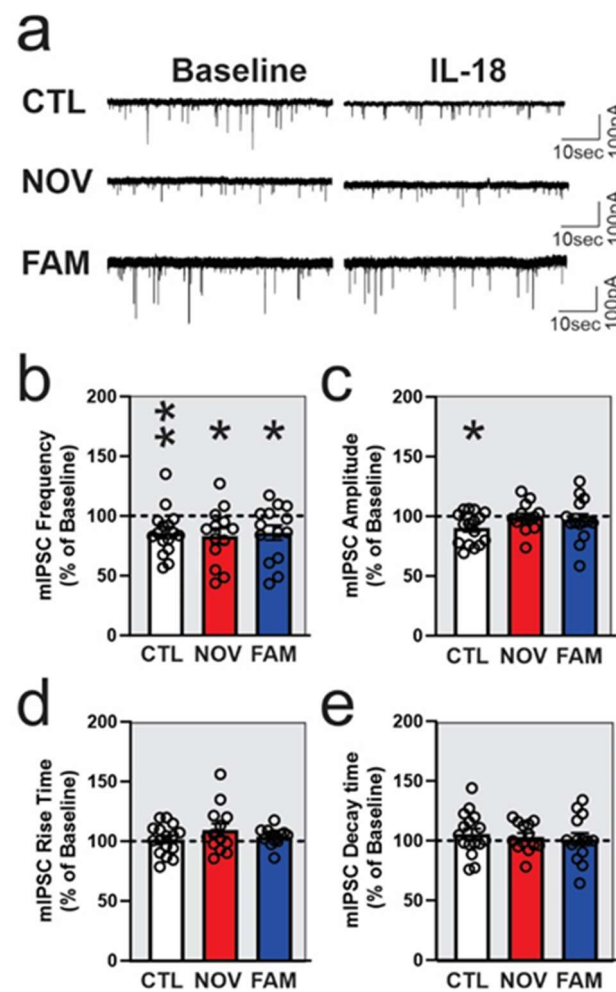 a
Baseline IL-18
CTL
10sec 100pA
NOV
10sec 100pA
FAM
10sec 100pA
b
mIPSC Frequency
(% of Baseline)
200
150
100
50
0
** * *
CTL NOV FAM
c
mIPSC Amplitude
(% of Baseline)
200
150
100
50
0
*
CTL NOV FAM
d
mIPSC Rise Time
(% of Baseline)
200
150
100
50
0
CTL NOV FAM
e
mIPSC Decay time
(% of Baseline)
200
150
100
50
0
CTL NOV FAM